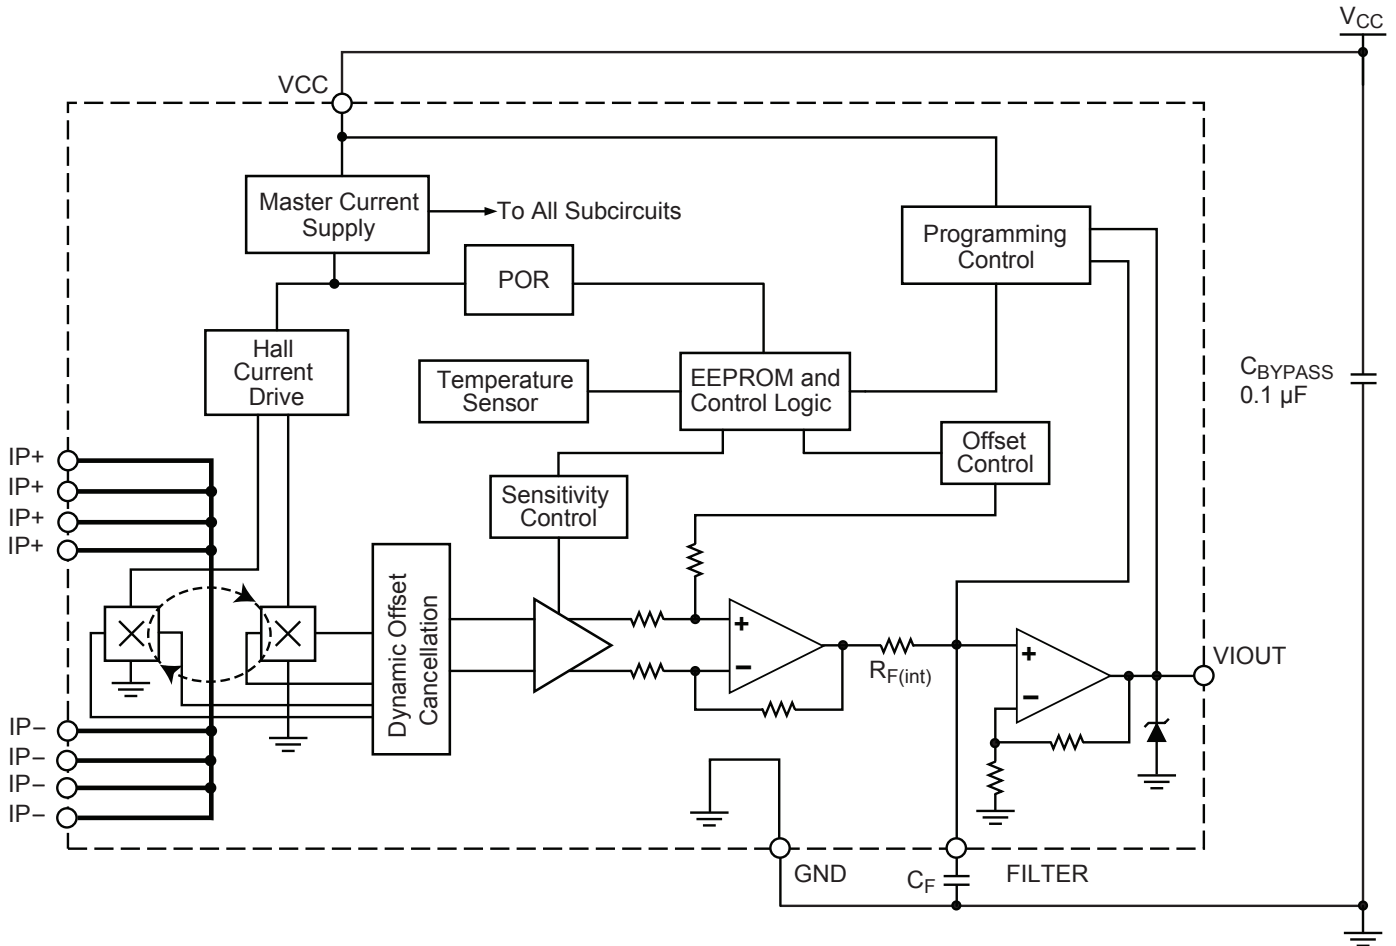 VCC
VCC
Master Current
Supply
To All Subcircuits
Programming
Control
POR
Hall
Current
Drive
Temperature
Sensor
EEPROM and
Control Logic
CBYPASS
0.1 µF
Offset
Control
Sensitivity
Control
IP+
IP+
IP+
IP+
Dynamic Offset
Cancellation
+
−
RF(int)
+
−
VIOUT
IP−
IP−
IP−
IP−
GND
CF
FILTER